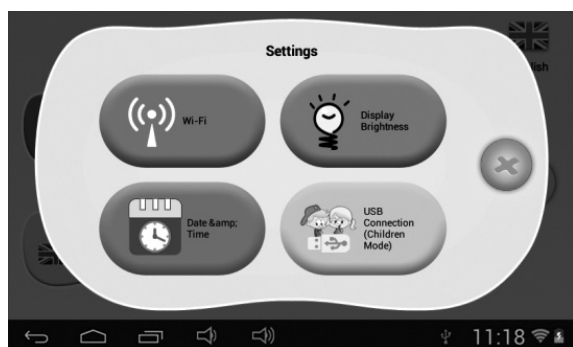 Settings
Wi-Fi
Display
Brightness
Date &amp;
Time
USB
Connection
(Children
Mode)
11:18